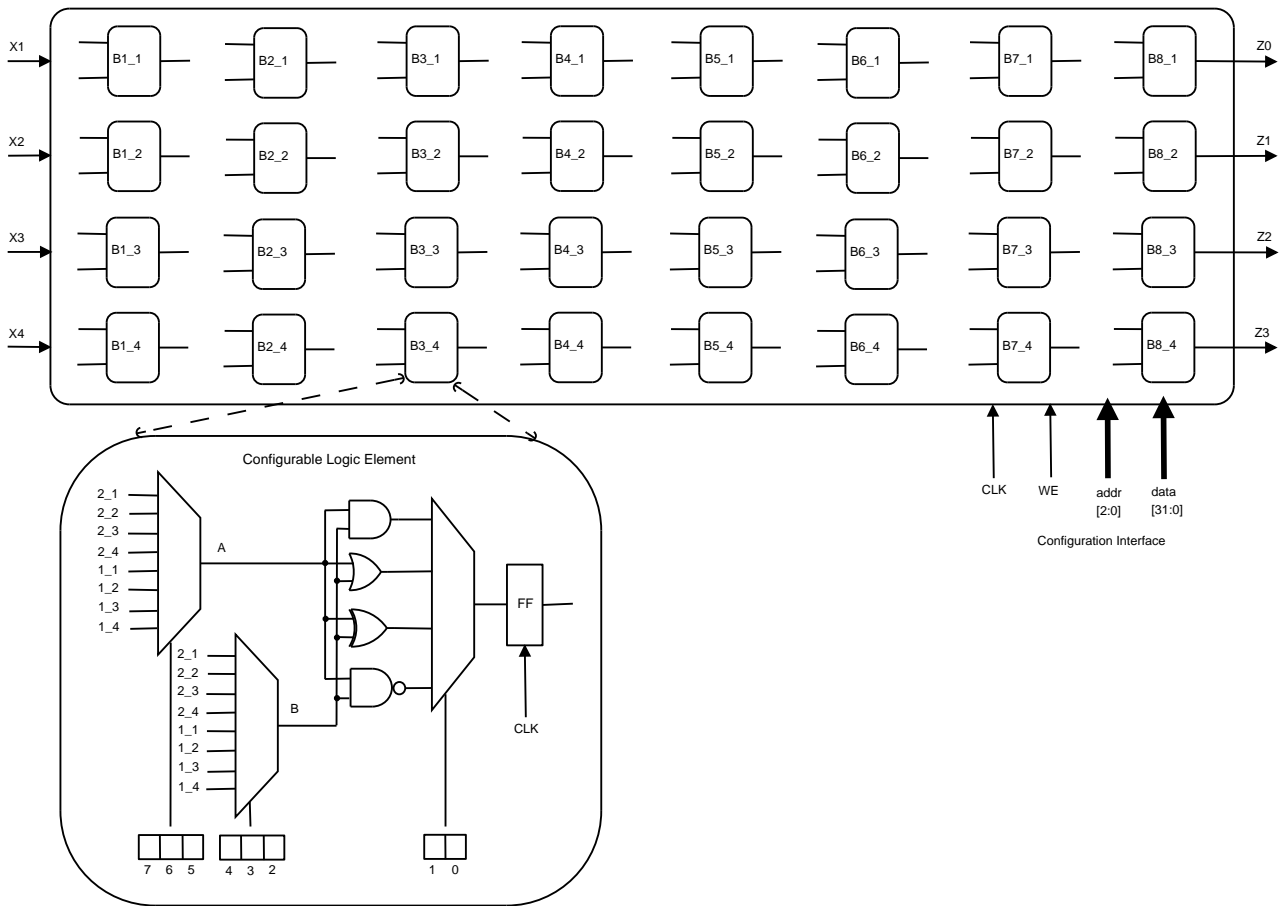 X1
B1_1
B2_1
B3_1
B4_1
B5_1
B6_1
B7_1
B8_1
Z0
X2
B1_2
B2_2
B3_2
B4_2
B5_2
B6_2
B7_2
B8_2
Z1
X3
B1_3
B2_3
B3_3
B4_3
B5_3
B6_3
B7_3
B8_3
Z2
X4
B1_4
B2_4
B3_4
B4_4
B5_4
B6_4
B7_4
B8_4
Z3
CLK
WE
addr
[2:0]
data
[31:0]
Configuration Interface
Configurable Logic Element
2_1
2_2
2_3
2_4
1_1
1_2
1_3
1_4
A
2_1
2_2
2_3
2_4
1_1
1_2
1_3
1_4
B
FF
CLK
7 6 5
4 3 2
1 0